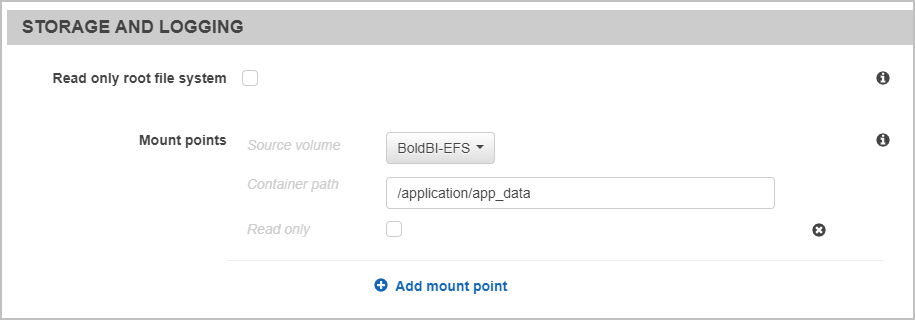 STORAGE AND LOGGING
Read only root file system
Mount points
Source volume
BoldBI-EFS
Container path
/application/app_data
Read only
Add mount point